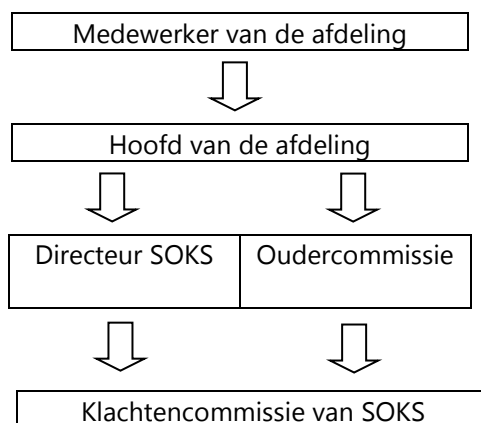 Medewerker van de afdeling
Hoofd van de afdeling
Directeur SOKS
Oudercommissie
Klachtencommissie van SOKS